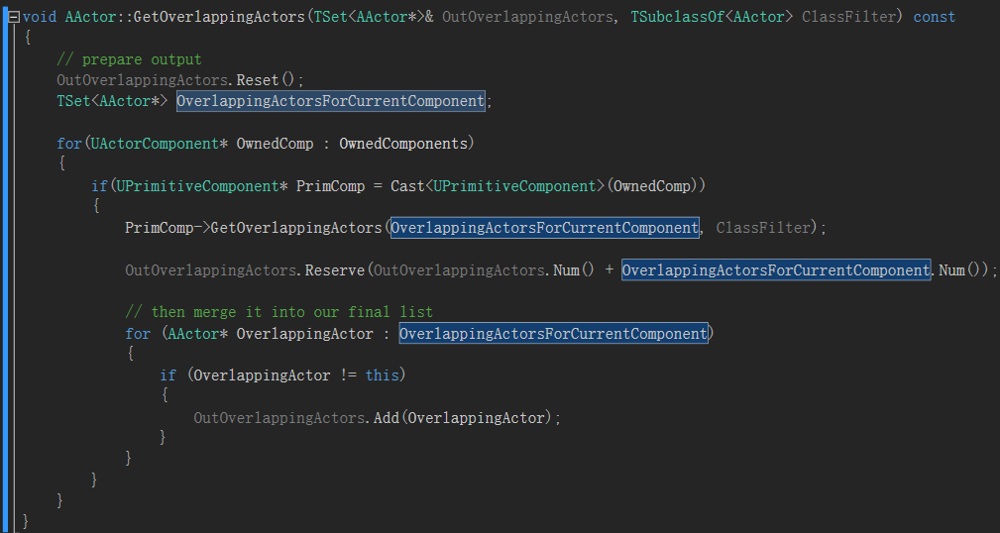 void AActor::GetOverlappingActors(TSet<AActor*>& OutOverlappingActors, TSubclassOf<AActor> ClassFilter) const
{
    // prepare output
    OutOverlappingActors.Reset();
    TSet<AActor*> OverlappingActorsForCurrentComponent;

    for(UActorComponent* OwnedComp : OwnedComponents)
    {
        if(UPrimitiveComponent* PrimComp = Cast<UPrimitiveComponent>(OwnedComp))
        {
            PrimComp->GetOverlappingActors(OverlappingActorsForCurrentComponent, ClassFilter);

            OutOverlappingActors.Reserve(OutOverlappingActors.Num() + OverlappingActorsForCurrentComponent.Num());

            // then merge it into our final list
            for (AActor* OverlappingActor : OverlappingActorsForCurrentComponent)
            {
                if (OverlappingActor != this)
                {
                    OutOverlappingActors.Add(OverlappingActor);
                }
            }
        }
    }
}